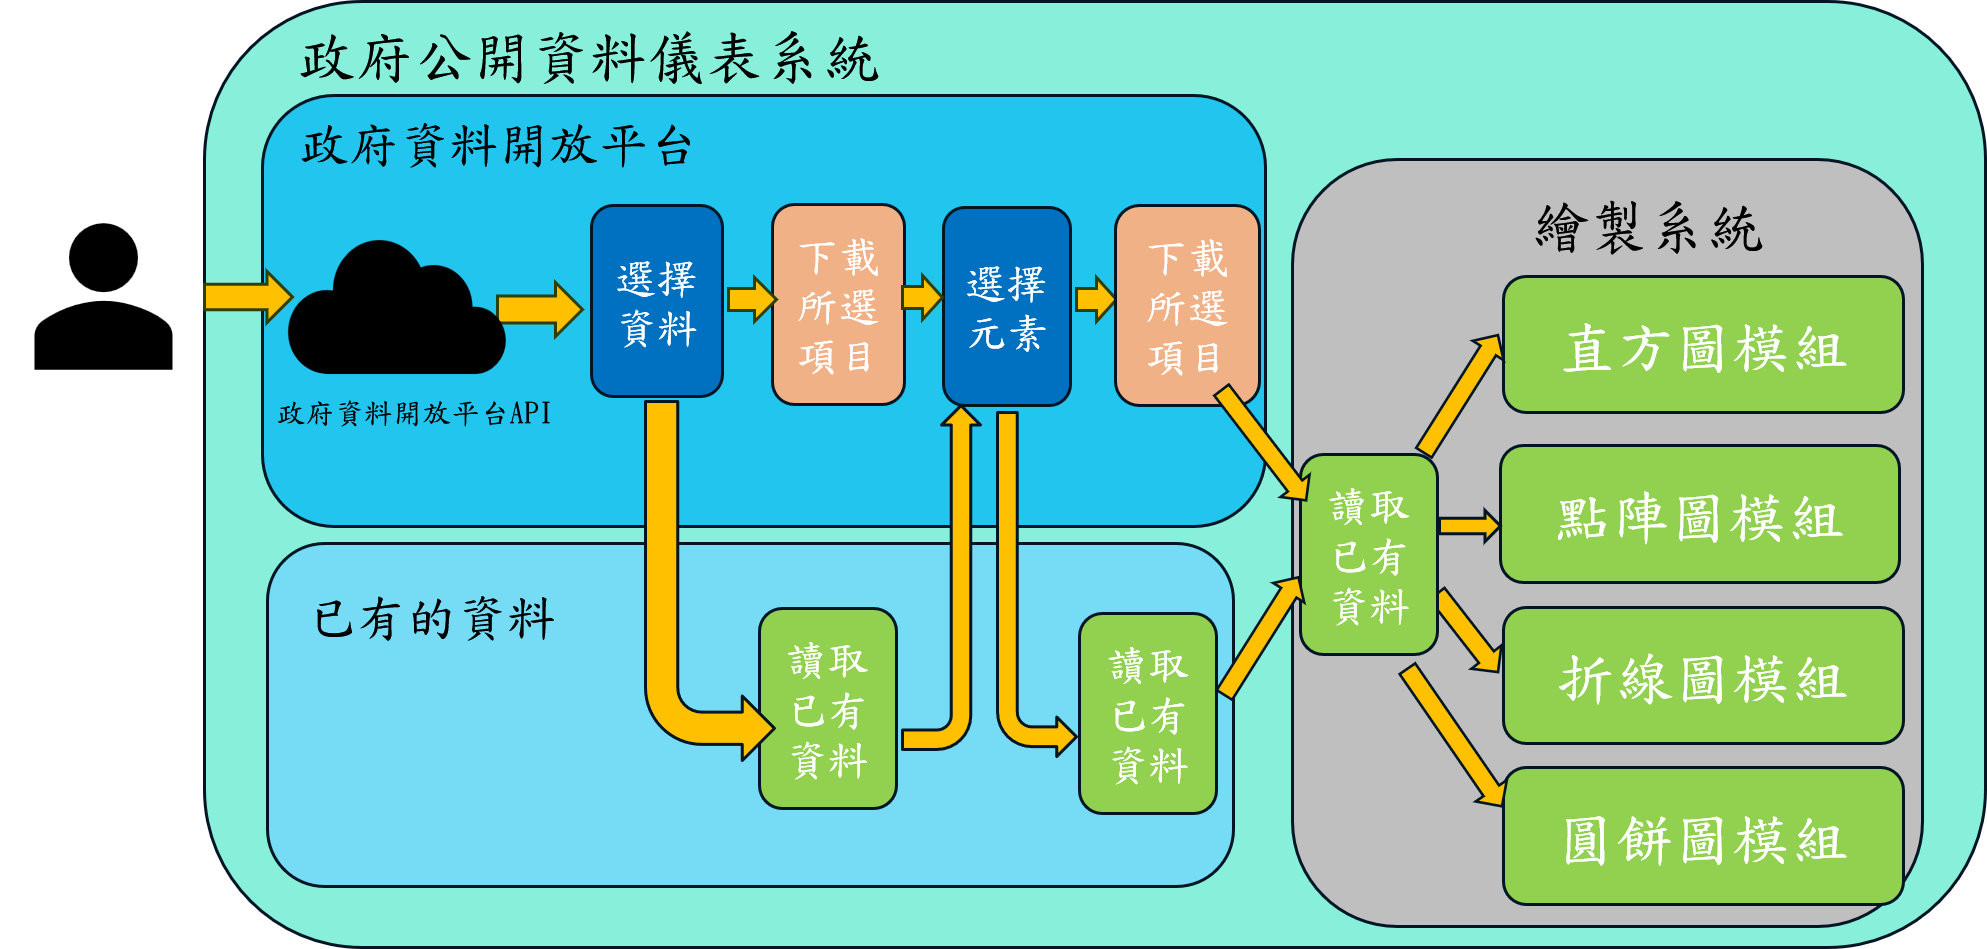 政府公開資料儀表系統
政府資料開放平台
政府資料開放平台API
選擇
資料
下載
所選
項目
選擇
元素
下載
所選
項目
已有的資料
讀取
已有
資料
讀取
已有
資料
繪製系統
讀取
已有
資料
直方圖模組
點陣圖模組
折線圖模組
圓餅圖模組